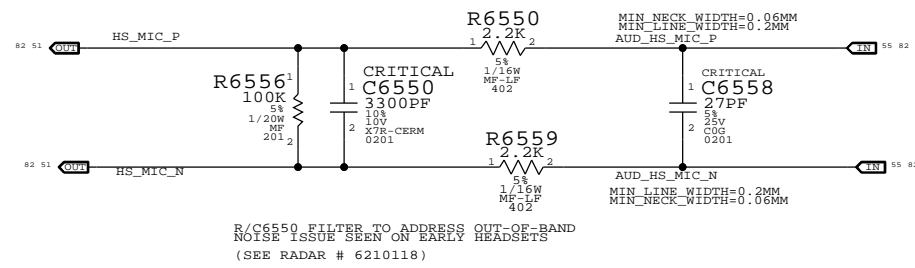 R6550
2.2K
1 2
5%
1/16W
MF-LF
402
MIN_NECK_WIDTH=0.06MM
MIN_LINE_WIDTH=0.2MM
AUD_HS_MIC_P
82 51 OUT HS_MIC_P
IN 55 82
R6556
100K
5%
1/20W
MF
201
1
2
CRITICAL
C6550
3300PF
10%
10V
X7R-CERM
0201
1
2
CRITICAL
C6558
27PF
5%
25V
C0G
0201
1
2
R6559
2.2K
1 2
5%
1/16W
MF-LF
402
82 51 OUT HS_MIC_N
IN 55 82
AUD_HS_MIC_N
MIN_LINE_WIDTH=0.2MM
MIN_NECK_WIDTH=0.06MM
R/C6550 FILTER TO ADDRESS OUT-OF-BAND
NOISE ISSUE SEEN ON EARLY HEADSETS
(SEE RADAR # 6210118)